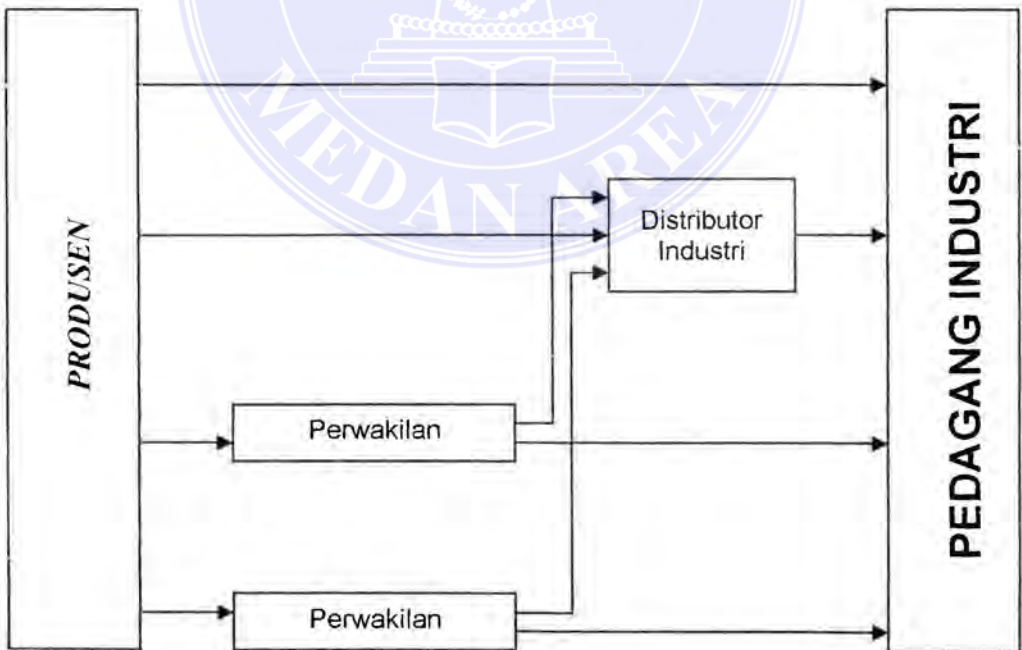 PRODUSEN
MEDAN AREA
Distributor
Industri
Perwakilan
Perwakilan
PEDAGANG INDUSTRI